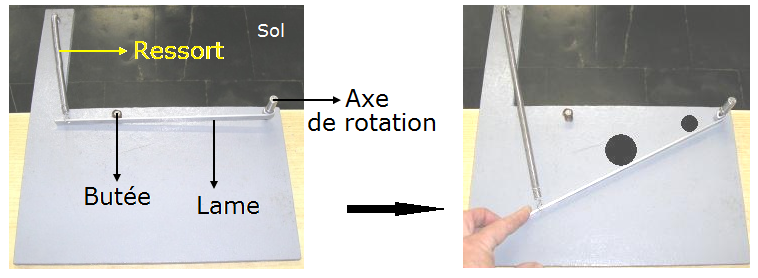 Sol
Ressort
Axe
de rotation
Butée
Lame